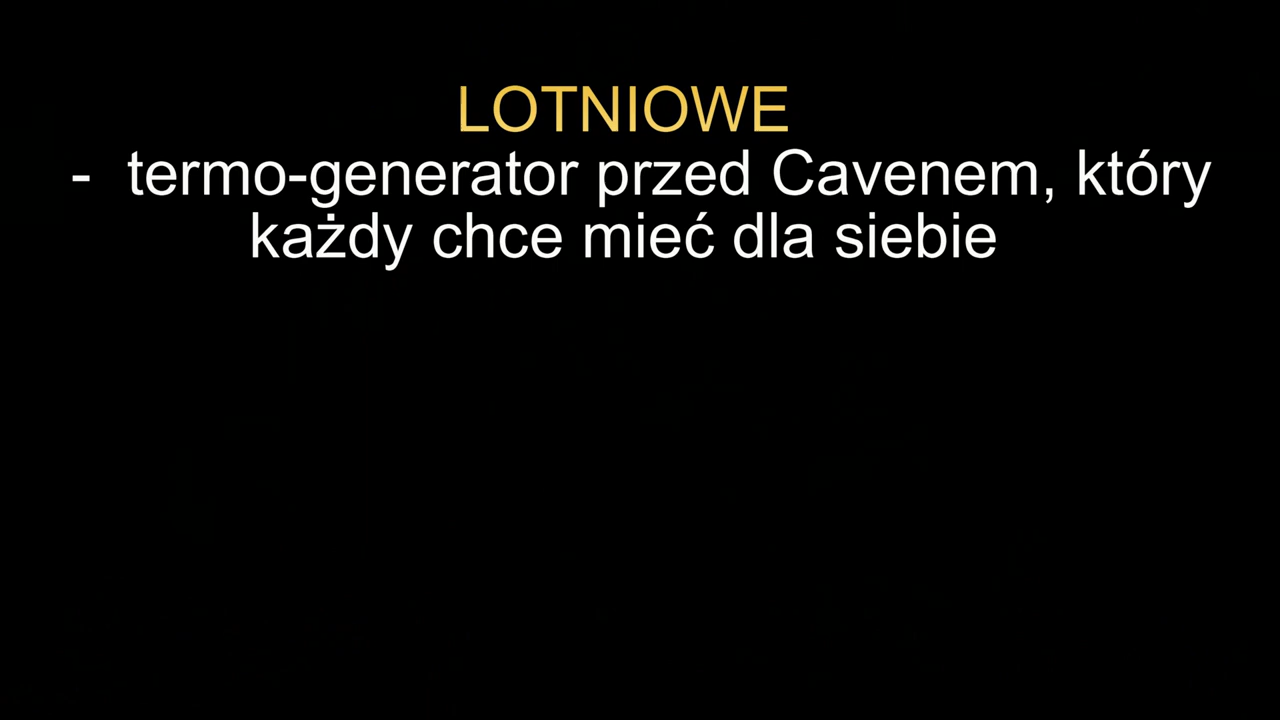 LOTNIOWE
- termo-generator przed Cavenem, który
każdy chce mieć dla siebie